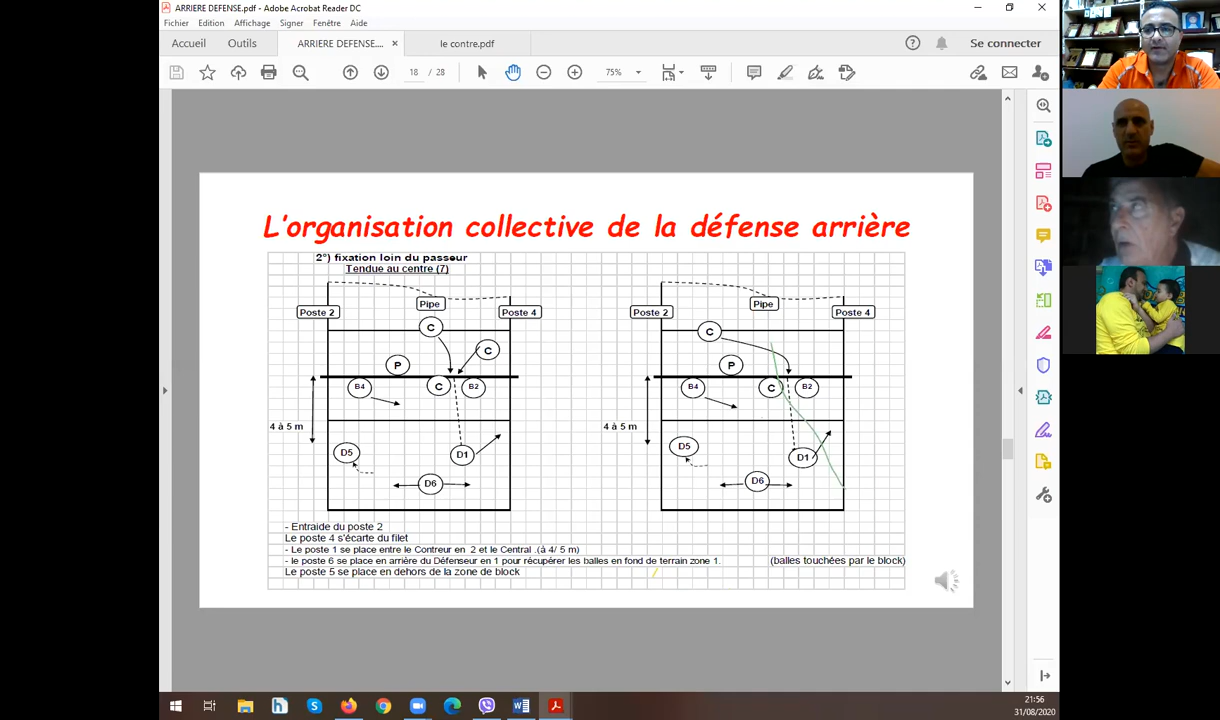 ARRIERE DEFENSE.pdf - Adobe Acrobat Reader DC
Fichier Edition Affichage Signer Fenêtre Aide
Accueil Outils ARRIERE DEFENSE.... × le contre.pdf Se connecter
18 / 28 75%
L'organisation collective de la défense arrière
2°) fixation loin du passeur
Tendue au centre (7)
Poste 2 Pipe Poste 4 Poste 2 Pipe Poste 4
C C
C
P P
B4 C B2 B4 C B2
4 à 5 m 4 à 5 m
D5 D1 D5 D1
D6 D6
- Entraide du poste 2
Le poste 4 s'écarte du filet
- Le poste 1 se place entre le Contreur en 2 et le Central .(à 4/ 5 m)
- le poste 6 se place en arrière du Défenseur en 1 pour récupérer les balles en fond de terrain zone 1. (balles touchées par le block)
Le poste 5 se place en dehors de la zone de block
21:56
31/08/2020